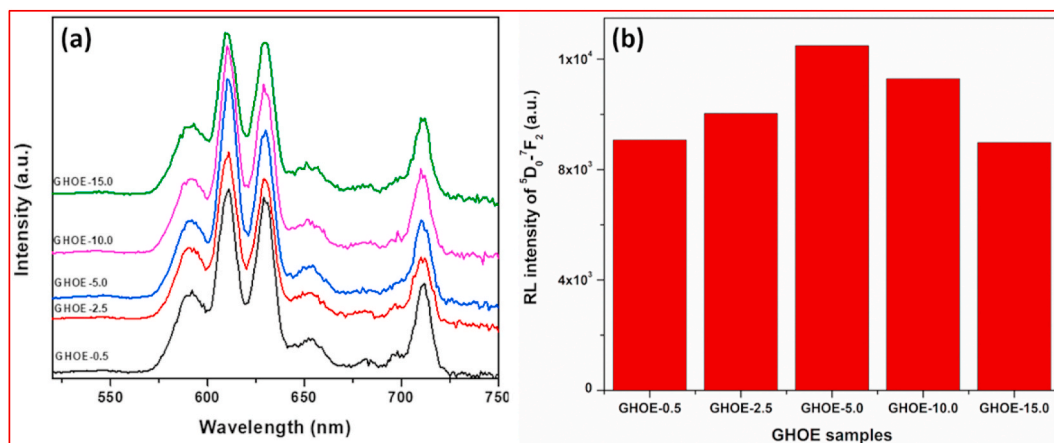 (a)
Intensity (a.u.)
GHOE-15.0
GHOE-10.0
GHOE-5.0
GHOE-2.5
GHOE-0.5
550 600 650 700 750
Wavelength (nm)
(b)
RL intensity of ⁵D₀-⁷F₂ (a.u.)
1x10⁴
8x10³
4x10³
0
GHOE-0.5 GHOE-2.5 GHOE-5.0 GHOE-10.0 GHOE-15.0
GHOE samples